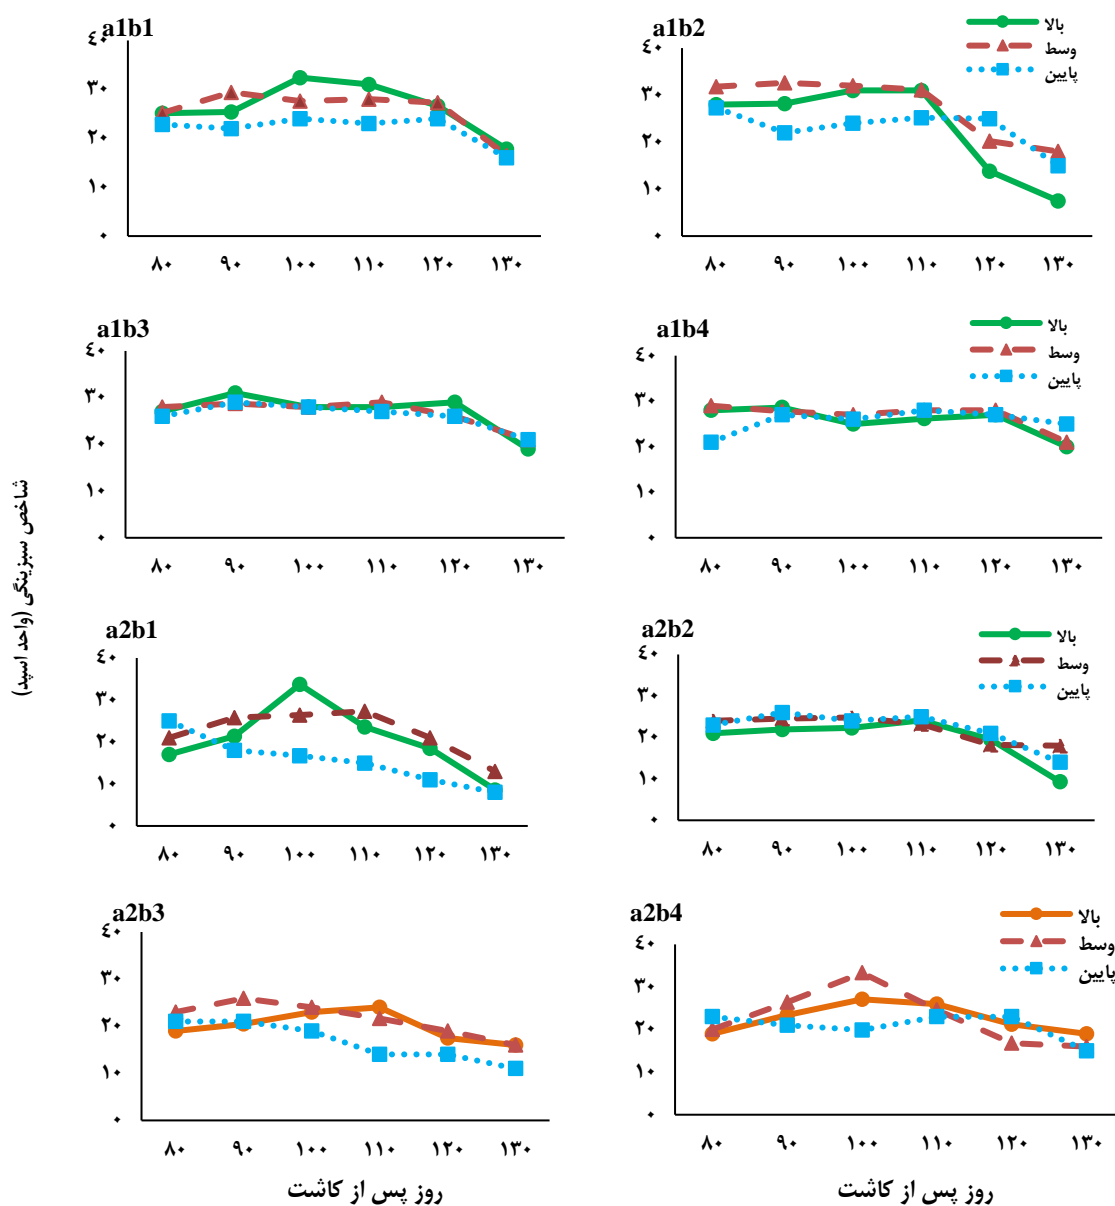 a1b1
۴۰
۳۰
۲۰
۱۰
۰
۸۰ ۹۰ ۱۰۰ ۱۱۰ ۱۲۰ ۱۳۰
a1b2
بالا
وسط
پایین
۴۰
۳۰
۲۰
۱۰
۰
۸۰ ۹۰ ۱۰۰ ۱۱۰ ۱۲۰ ۱۳۰
a1b3
۴۰
۳۰
۲۰
۱۰
۰
۸۰ ۹۰ ۱۰۰ ۱۱۰ ۱۲۰ ۱۳۰
a1b4
بالا
وسط
پایین
۴۰
۳۰
۲۰
۱۰
۰
۸۰ ۹۰ ۱۰۰ ۱۱۰ ۱۲۰ ۱۳۰
شاخص سبزینگی (واحد اسپد)
a2b1
۴۰
۳۰
۲۰
۱۰
۰
۸۰ ۹۰ ۱۰۰ ۱۱۰ ۱۲۰ ۱۳۰
a2b2
بالا
وسط
پایین
۴۰
۳۰
۲۰
۱۰
۰
۸۰ ۹۰ ۱۰۰ ۱۱۰ ۱۲۰ ۱۳۰
a2b3
۴۰
۳۰
۲۰
۱۰
۰
۸۰ ۹۰ ۱۰۰ ۱۱۰ ۱۲۰ ۱۳۰
روز پس از کاشت
a2b4
بالا
وسط
پایین
۴۰
۳۰
۲۰
۱۰
۰
۸۰ ۹۰ ۱۰۰ ۱۱۰ ۱۲۰ ۱۳۰
روز پس از کاشت